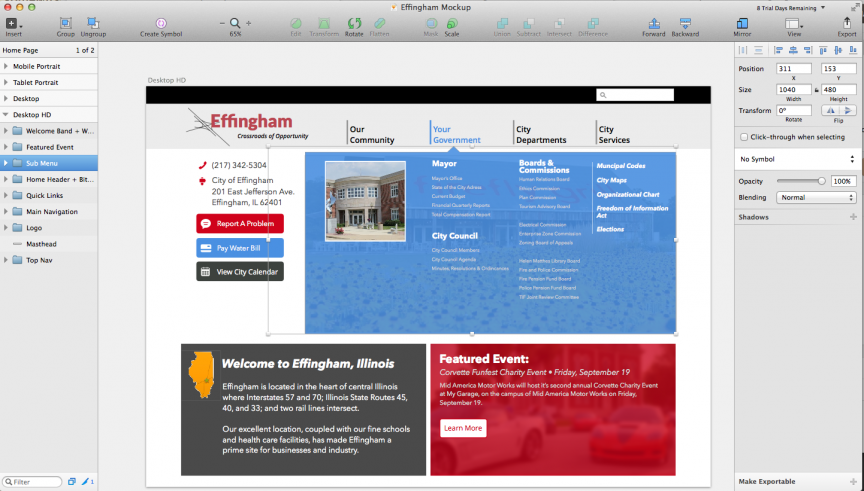 Effingham Mockup
8 Trial Days Remaining
Insert
Group
Ungroup
Create Symbol
65%
Edit
Transform
Rotate
Flatten
Mask
Scale
Union
Subtract
Intersect
Difference
Forward
Backward
Mirror
View
Export
Home Page
1 of 2
Mobile Portrait
Tablet Portrait
Desktop
Desktop HD
Welcome Band + W...
Featured Event
Sub Menu
Home Header + Bit...
Quick Links
Main Navigation
Logo
Masthead
Top Nav
Filter
1
Desktop HD
Effingham
Crossroads of Opportunity
Our
Community
Your
Government
City
Departments
City
Services
(217) 342-5304
City of Effingham
201 East Jefferson Ave.
Effingham, IL 62401
Report A Problem
Pay Water Bill
View City Calendar
Mayor
Mayor's Office
State of the City Adress
Current Budget
Financial Quarterly Reports
Total Compensation Report
City Council
City Council Members
City Council Agenda
Minutes, Resolutions & Ordinances
Boards &
Commissions
Human Relations Board
Ethics Commission
Plan Commission
Tourism Advisory Board
Electrical Commission
Enterprise Zone Commission
Zoning Board of Appeals
Helen Matthes Library Board
Fire and Police Commission
Fire Pension Fund Board
Police Pension Fund Board
TIF Joint Review Committee
Muncipal Codes
City Maps
Organizational Chart
Freedom of Information
Act
Elections
Welcome to Effingham, Illinois
Effingham is located in the heart of central Illinois
where Interstates 57 and 70; Illinois State Routes 45,
40, and 33; and two rail lines intersect.
Our excellent location, coupled with our fine schools
and health care facilities, has made Effingham a
prime site for businesses and industry.
Featured Event:
Corvette Funfest Charity Event • Friday, September 19
Mid America Motor Works will host it's second annual Corvette Charity Event
at My Garage, on the campus of Mid America Motor Works on Friday,
September 19.
Learn More
Position
311
153
X
Y
Size
1040
480
Width
Height
Transform
0°
Rotate
Flip
Click-through when selecting
No Symbol
Opacity
100%
Blending
Normal
Shadows
Make Exportable